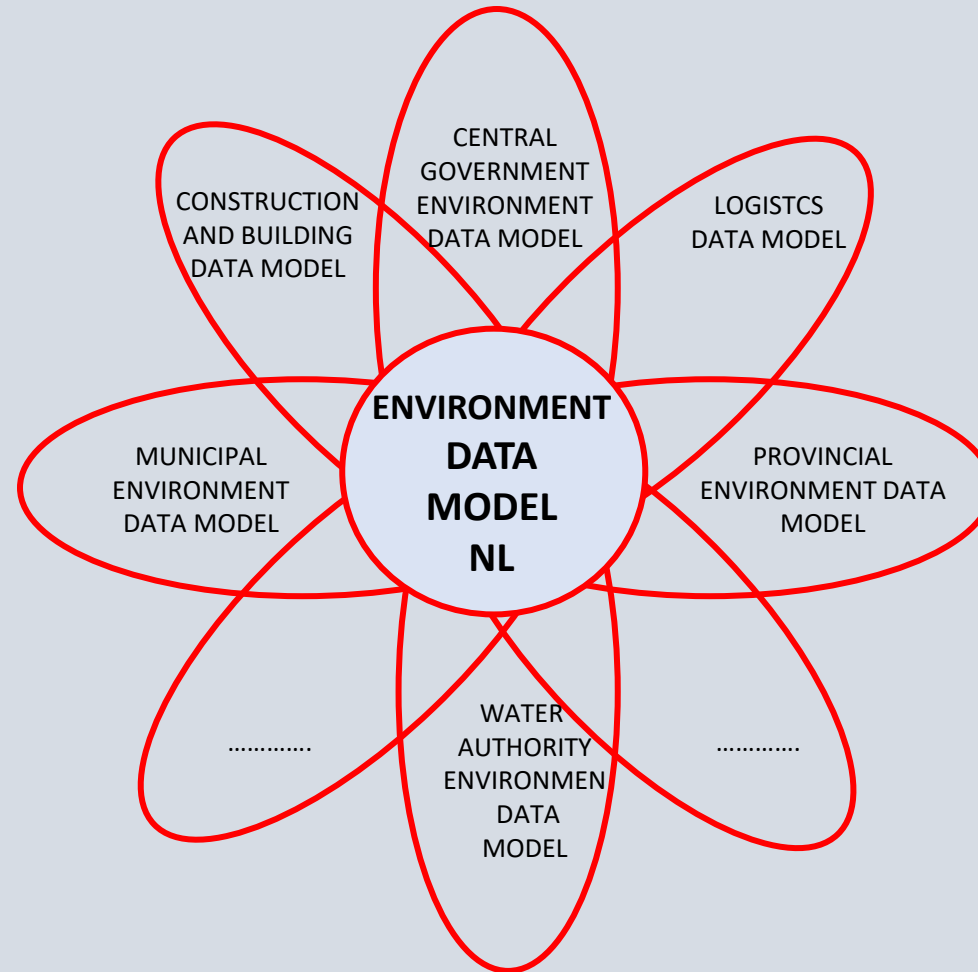 CENTRAL
GOVERNMENT
ENVIRONMENT
DATA MODEL
CONSTRUCTION
AND BUILDING
DATA MODEL
LOGISTCS
DATA MODEL
ENVIRONMENT
DATA
MODEL
NL
MUNICIPAL
ENVIRONMENT
DATA MODEL
PROVINCIAL
ENVIRONMENT DATA
MODEL
………….
WATER
AUTHORITY
ENVIRONMEN
DATA
MODEL
………….